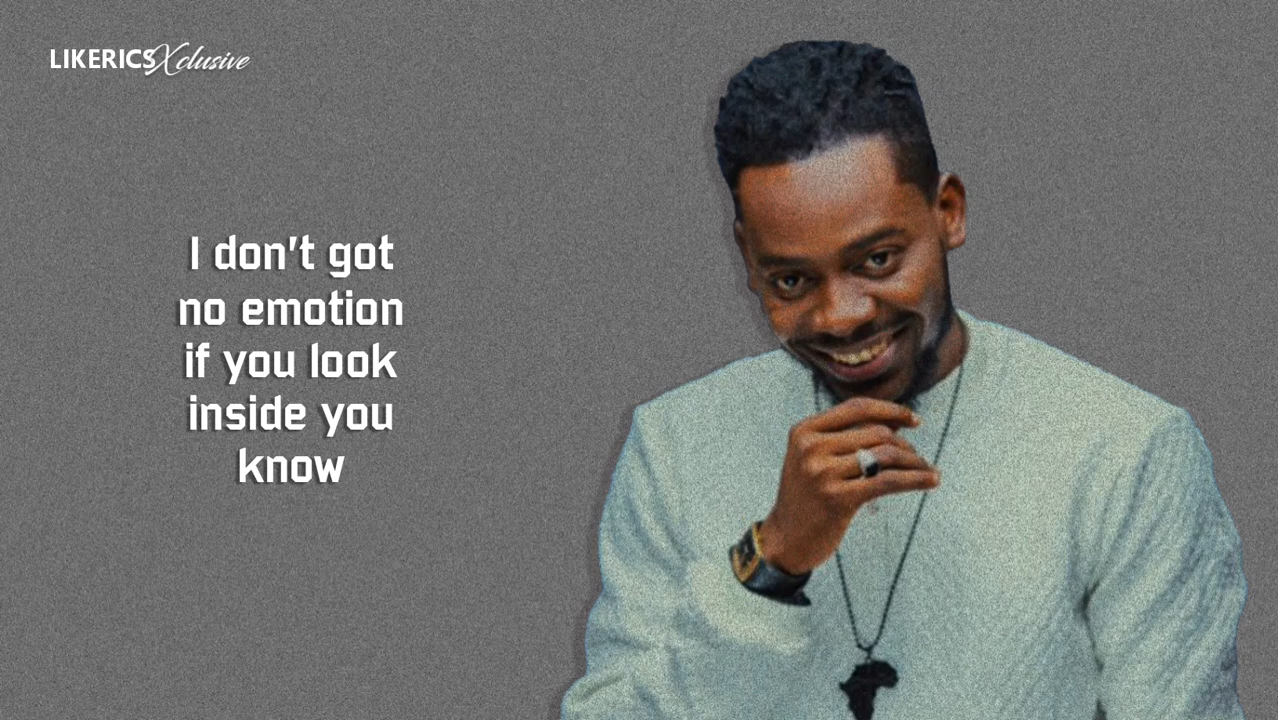 LIKERICSXclusive
I don't got
no emotion
if you look
inside you
know